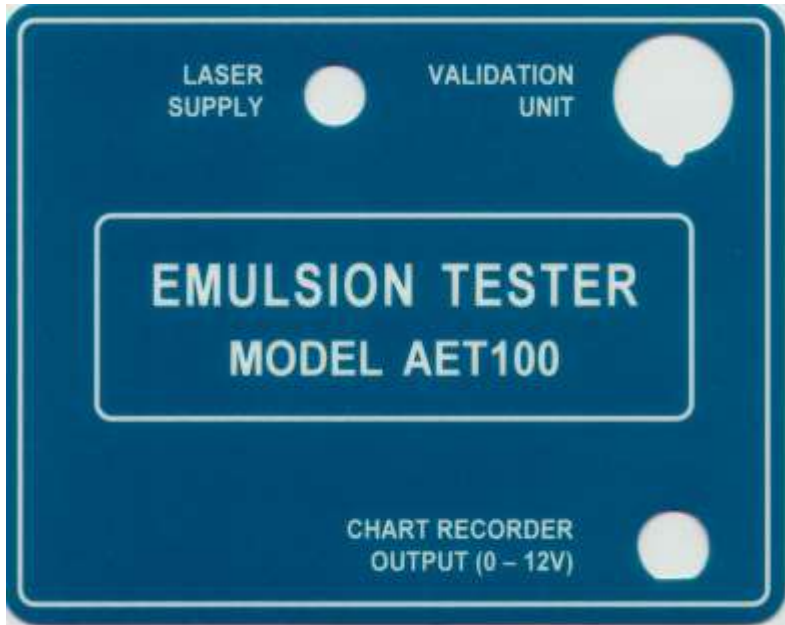 LASER
SUPPLY
VALIDATION
UNIT
EMULSION TESTER
MODEL AET100
CHART RECORDER
OUTPUT (0 – 12V)